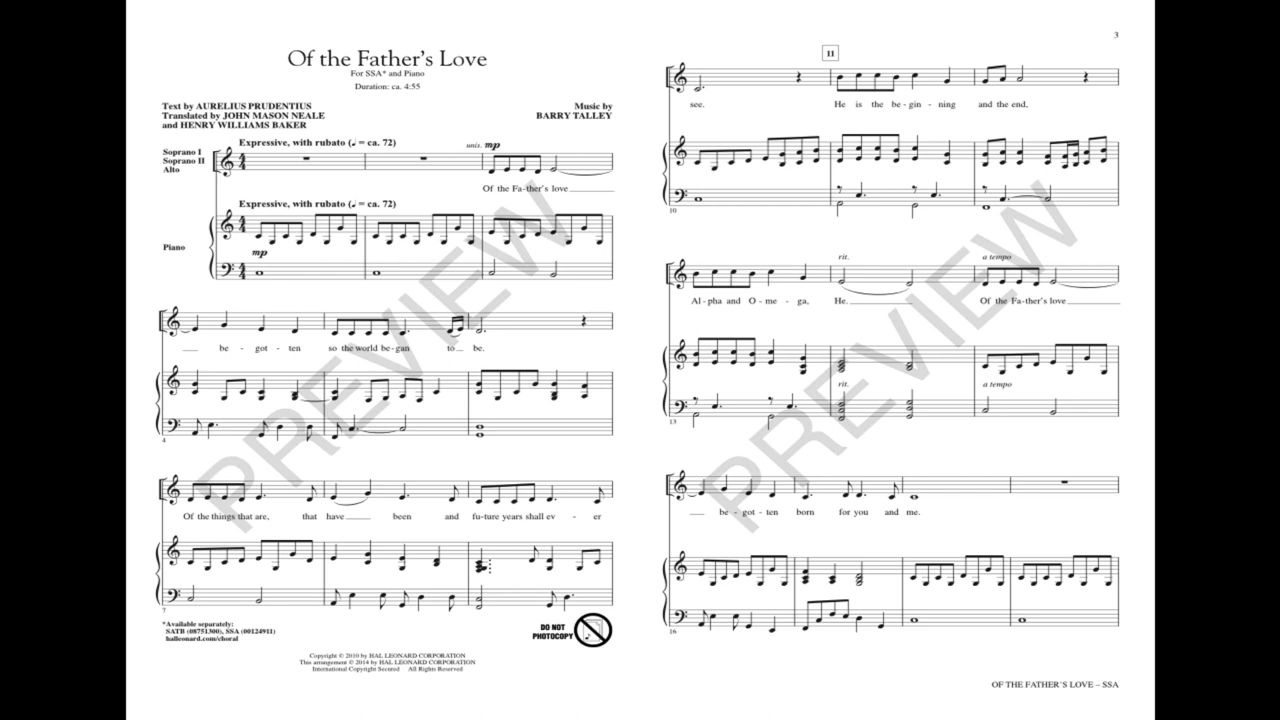 Of the Father's Love
For SSA* and Piano
Duration: ca. 4:55
Text by AURELIUS PRUDENTIUS
Translated by JOHN MASON NEALE
and HENRY WILLIAMS BAKER
Music by
BARRY TALLEY
Expressive, with rubato (♩ = ca. 72)
unis. mp
Soprano I
Soprano II
Alto
Of the Fa-ther's love
Expressive, with rubato (♩ = ca. 72)
Piano
mp
be - got - ten so the world be-gan to be.
4
Of the things that are, that have been and fu-ture years shall ev - er
7
*Available separately:
SATB (08751300), SSA (00124911)
halleonard.com/choral
DO NOT
PHOTOCOPY
Copyright © 2010 by HAL LEONARD CORPORATION
This arrangement © 2014 by HAL LEONARD CORPORATION
International Copyright Secured All Rights Reserved
PREVIEW
3
11
see. He is the be - gin - ning and the end,
10
rit. a tempo
Al - pha and O - me - ga, He. Of the Fa-ther's love
rit. a tempo
13
be - got - ten born for you and me.
16
PREVIEW
OF THE FATHER'S LOVE – SSA